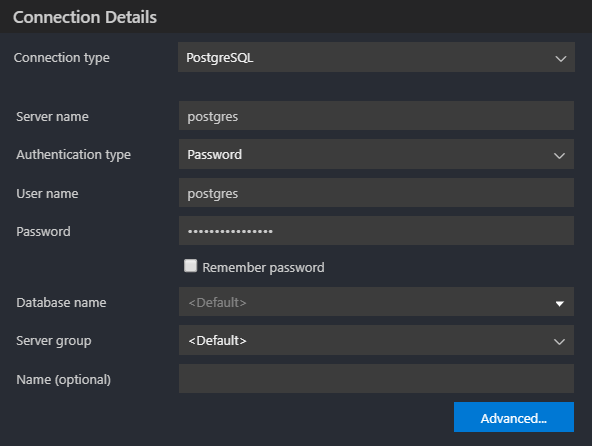 Connection Details
Connection type PostgreSQL
Server name postgres
Authentication type Password
User name postgres
Password ••••••••••••••••
Remember password
Database name <Default>
Server group <Default>
Name (optional)
Advanced...